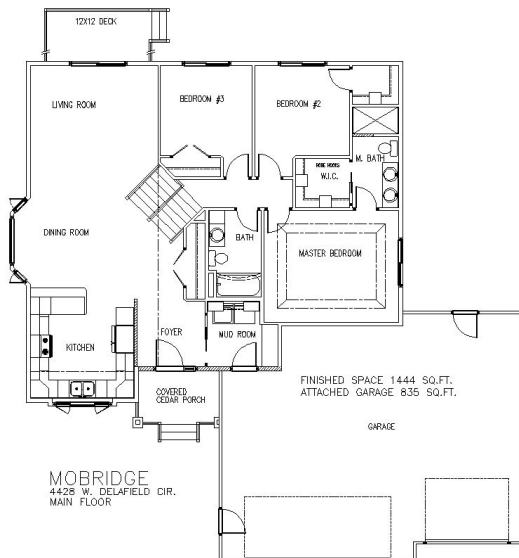 12X12 DECK
LIVING ROOM
BEDROOM #3
BEDROOM #2
M. BATH
W.I.C.
DINING ROOM
BATH
MASTER BEDROOM
KITCHEN
FOYER
MUD ROOM
COVERED
CEDAR PORCH
FINISHED SPACE 1444 SQ.FT.
ATTACHED GARAGE 835 SQ.FT.
GARAGE
MOBRIDGE
4428 W. DELAFIELD CIR.
MAIN FLOOR